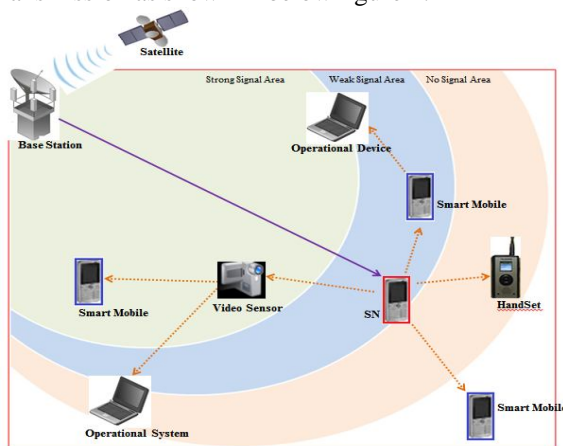 Satellite
Strong Signal Area
Weak Signal Area
No Signal Area
Base Station
Operational Device
Smart Mobile
Smart Mobile
Video Sensor
SN
HandSet
Operational System
Smart Mobile